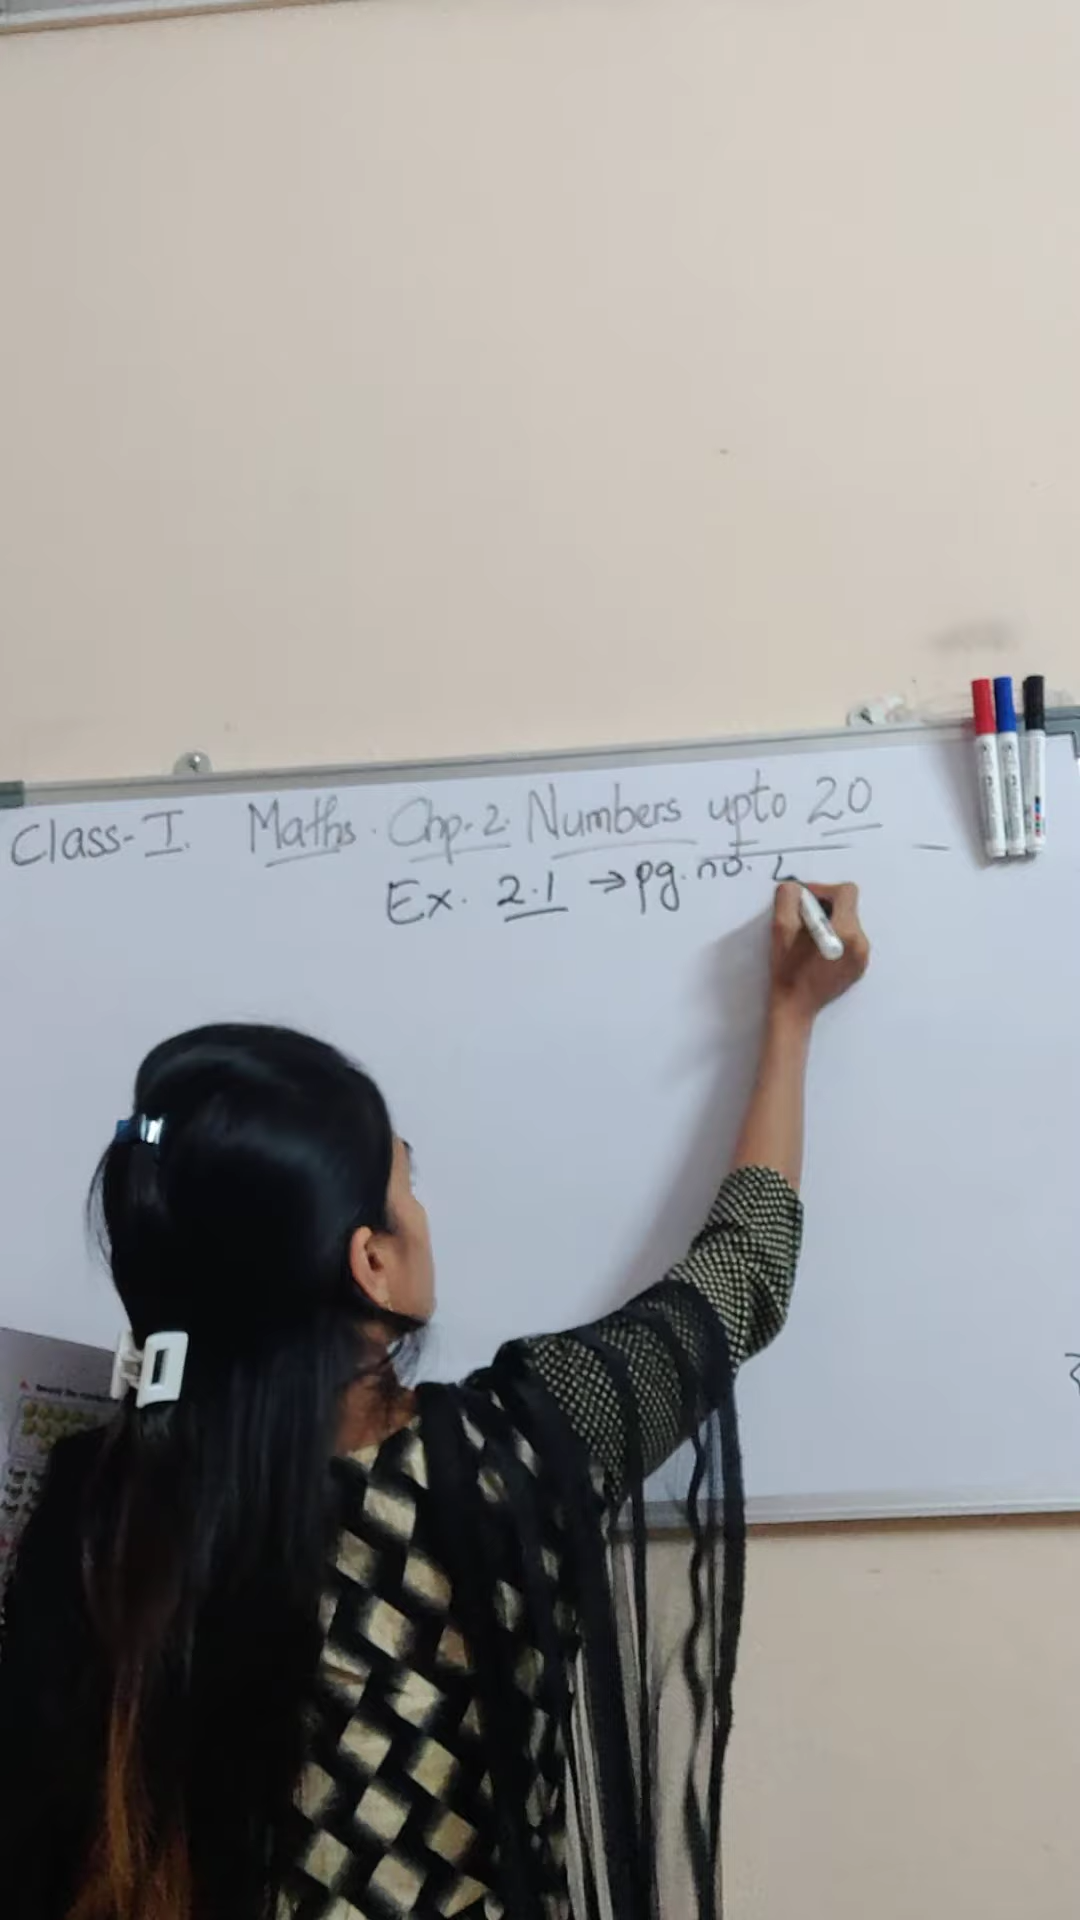 Class-I. Maths. Chp.2. Numbers upto 20
Ex. 2.1 → pg.no.